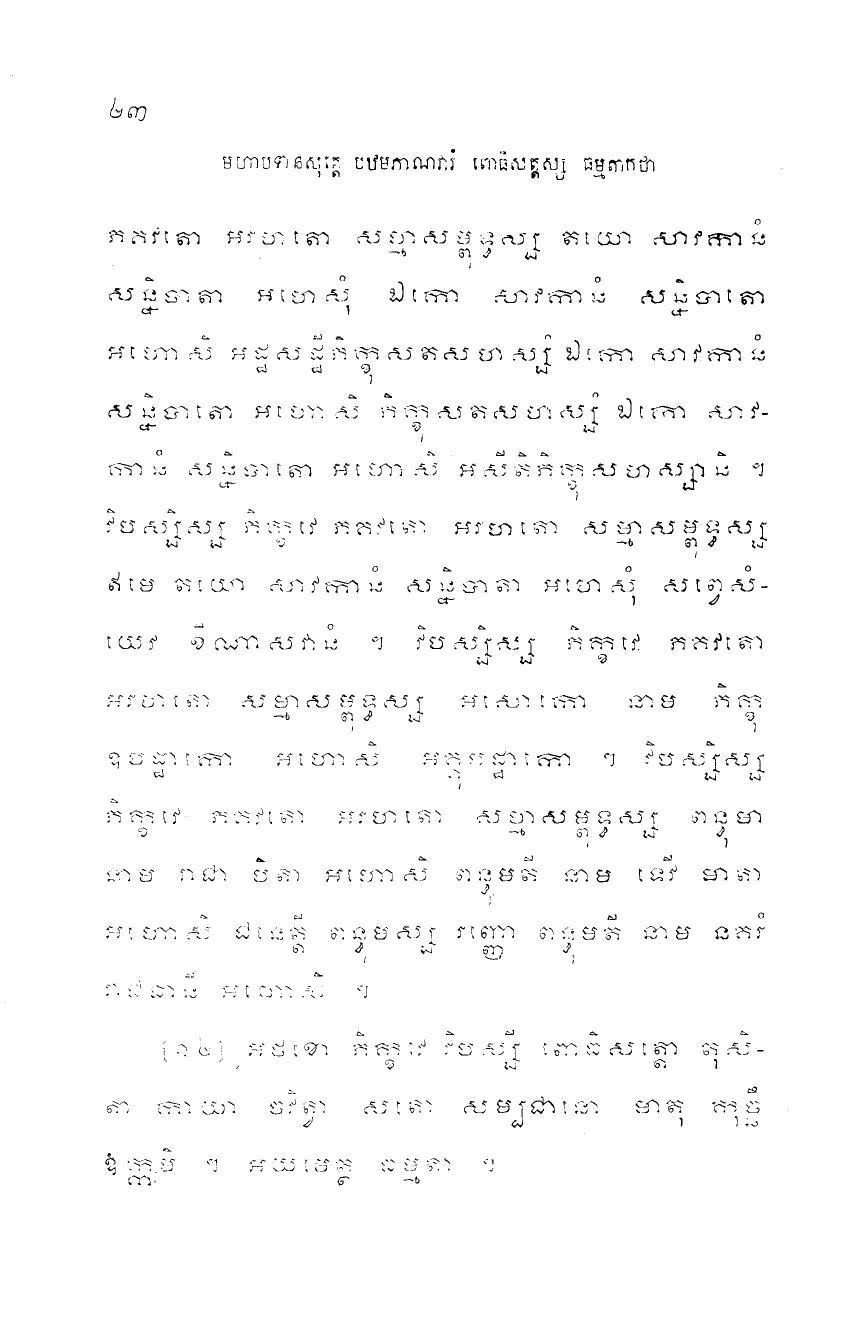 ៤៣
មហាបទានសុត្តេ បឋមភាណវារំ ពោធិសត្តស្ស ធម្មតាកថា
ភគវតោ អរហតោ សម្មាសម្ពុទ្ធស្ស តយោ សាវកានំ
សន្និបាតា អហេសុំ ឯកោ សាវកានំ សន្និបាតោ
អហោសិ អដ្ឋសដ្ឋីភិក្ខុសតសហស្សំ ឯកោ សាវកានំ
សន្និបាតោ អហោសិ ភិក្ខុសតសហស្សំ ឯកោ សាវ-
កានំ សន្និបាតោ អហោសិ អសីតិភិក្ខុសហស្សានិ ។
វិបស្សិស្ស ភិក្ខវេ ភគវតោ អរហតោ សម្មាសម្ពុទ្ធស្ស
ឥមេ តយោ សាវកានំ សន្និបាតា អហេសុំ សព្វេសំ-
យេវ ខីណាសវានំ ។ វិបស្សិស្ស ភិក្ខវេ ភគវតោ
អរហតោ សម្មាសម្ពុទ្ធស្ស អសោកោ នាម ភិក្ខុ
ឧបដ្ឋាកោ អហោសិ អគ្គុបដ្ឋាកោ ។ វិបស្សិស្ស
ភិក្ខវេ ភគវតោ អរហតោ សម្មាសម្ពុទ្ធស្ស ពន្ធុមា
នាម រាជា បិតា អហោសិ ពន្ធុមតី នាម ទេវី មាតា
អហោសិ ជនេត្តី ពន្ធុមស្ស រញ្ញោ ពន្ធុមតី នាម នគរំ
រាជធានី អហោសិ ។
[១៤] អថខោ ភិក្ខវេ វិបស្សី ពោធិសត្តោ តុសិ-
តា កាយា ចវិត្វា សតោ សម្បជានោ មាតុ កុច្ឆឹ
ឱក្កមិ ។ អយមេត្ថ ធម្មតា ។